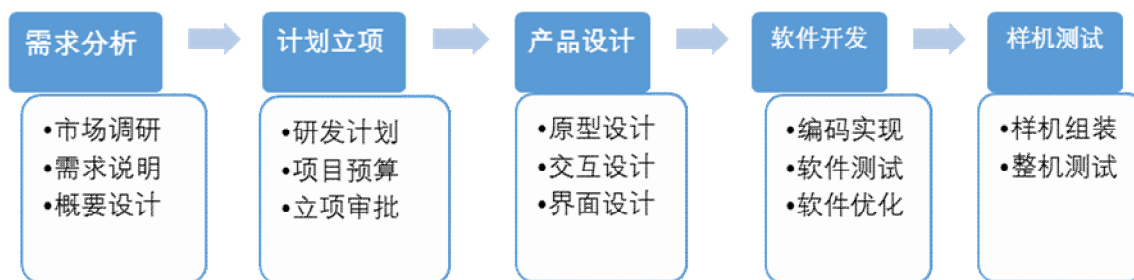 需求分析
•市场调研
•需求说明
•概要设计
计划立项
•研发计划
•项目预算
•立项审批
产品设计
•原型设计
•交互设计
•界面设计
软件开发
•编码实现
•软件测试
•软件优化
样机测试
•样机组装
•整机测试